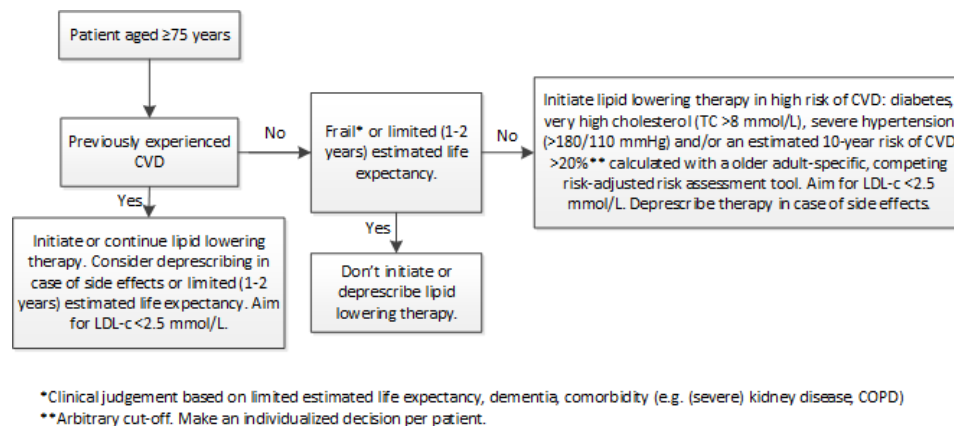 Patient aged ≥75 years
Previously experienced
CVD
No
Frail* or limited (1-2
years) estimated life
expectancy.
No
Initiate lipid lowering therapy in high risk of CVD: diabetes,
very high cholesterol (TC >8 mmol/L), severe hypertension
(>180/110 mmHg) and/or an estimated 10-year risk of CVD
>20%** calculated with a older adult-specific, competing
risk-adjusted risk assessment tool. Aim for LDL-c <2.5
mmol/L. Deprescribe therapy in case of side effects.
Yes
Initiate or continue lipid lowering
therapy. Consider deprescribing in
case of side effects or limited (1-2
years) estimated life expectancy. Aim
for LDL-c <2.5 mmol/L.
Yes
Don't initiate or
deprescribe lipid
lowering therapy.
*Clinical judgement based on limited estimated life expectancy, dementia, comorbidity (e.g. (severe) kidney disease, COPD)
**Arbitrary cut-off. Make an individualized decision per patient.